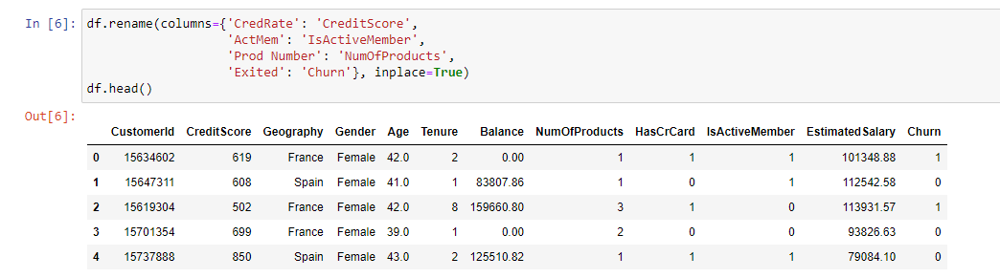 In [6]: df.rename(columns={'CredRate': 'CreditScore',
'ActMem': 'IsActiveMember',
'Prod Number': 'NumOfProducts',
'Exited': 'Churn'}, inplace=True)
df.head()
Out[6]:
CustomerId CreditScore Geography Gender Age Tenure Balance NumOfProducts HasCrCard IsActiveMember EstimatedSalary Churn
0 15634602 619 France Female 42.0 2 0.00 1 1 1 101348.88 1
1 15647311 608 Spain Female 41.0 1 83807.86 1 0 1 112542.58 0
2 15619304 502 France Female 42.0 8 159660.80 3 1 0 113931.57 1
3 15701354 699 France Female 39.0 1 0.00 2 0 0 93826.63 0
4 15737888 850 Spain Female 43.0 2 125510.82 1 1 1 79084.10 0